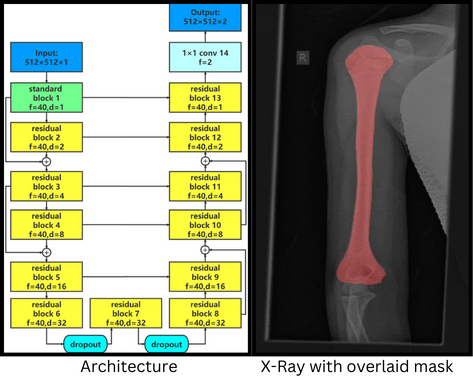 Output:
512×512×2
Input:
512×512×1
1×1 conv 14
f=2
standard
block 1
f=40,d=1
residual
block 13
f=40,d=1
residual
block 2
f=40,d=2
residual
block 12
f=40,d=2
residual
block 3
f=40,d=4
residual
block 11
f=40,d=4
residual
block 4
f=40,d=8
residual
block 10
f=40,d=8
residual
block 5
f=40,d=16
residual
block 9
f=40,d=16
residual
block 6
f=40,d=32
residual
block 7
f=40,d=32
residual
block 8
f=40,d=32
dropout
dropout
R
Architecture
X-Ray with overlaid mask